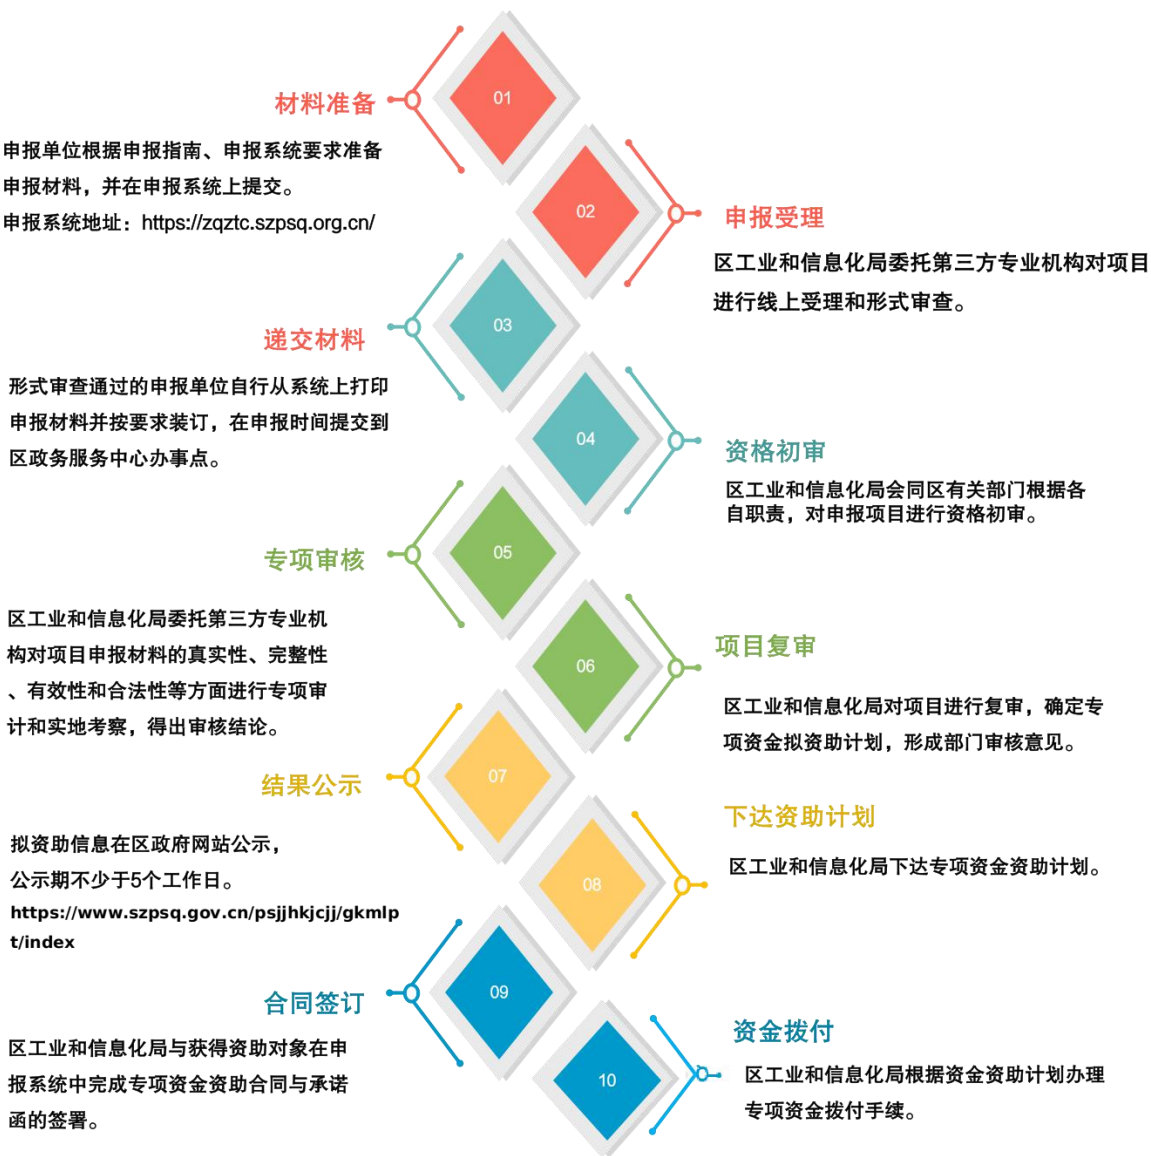 01
材料准备
申报单位根据申报指南、申报系统要求准备
申报材料，并在申报系统上提交。
申报系统地址：https://zqztc.szpsq.org.cn/
02
申报受理
区工业和信息化局委托第三方专业机构对项目
进行线上受理和形式审查。
03
递交材料
形式审查通过的申报单位自行从系统上打印
申报材料并按要求装订，在申报时间提交到
区政务服务中心办事点。
04
资格初审
区工业和信息化局会同区有关部门根据各
自职责，对申报项目进行资格初审。
05
专项审核
区工业和信息化局委托第三方专业机
构对项目申报材料的真实性、完整性
、有效性和合法性等方面进行专项审
计和实地考察，得出审核结论。
06
项目复审
区工业和信息化局对项目进行复审，确定专
项资金拟资助计划，形成部门审核意见。
07
结果公示
拟资助信息在区政府网站公示，
公示期不少于5个工作日。
https://www.szpsq.gov.cn/psjjhkjcjj/gkmlp
t/index
08
下达资助计划
区工业和信息化局下达专项资金资助计划。
09
合同签订
区工业和信息化局与获得资助对象在申
报系统中完成专项资金资助合同与承诺
函的签署。
10
资金拨付
区工业和信息化局根据资金资助计划办理
专项资金拨付手续。